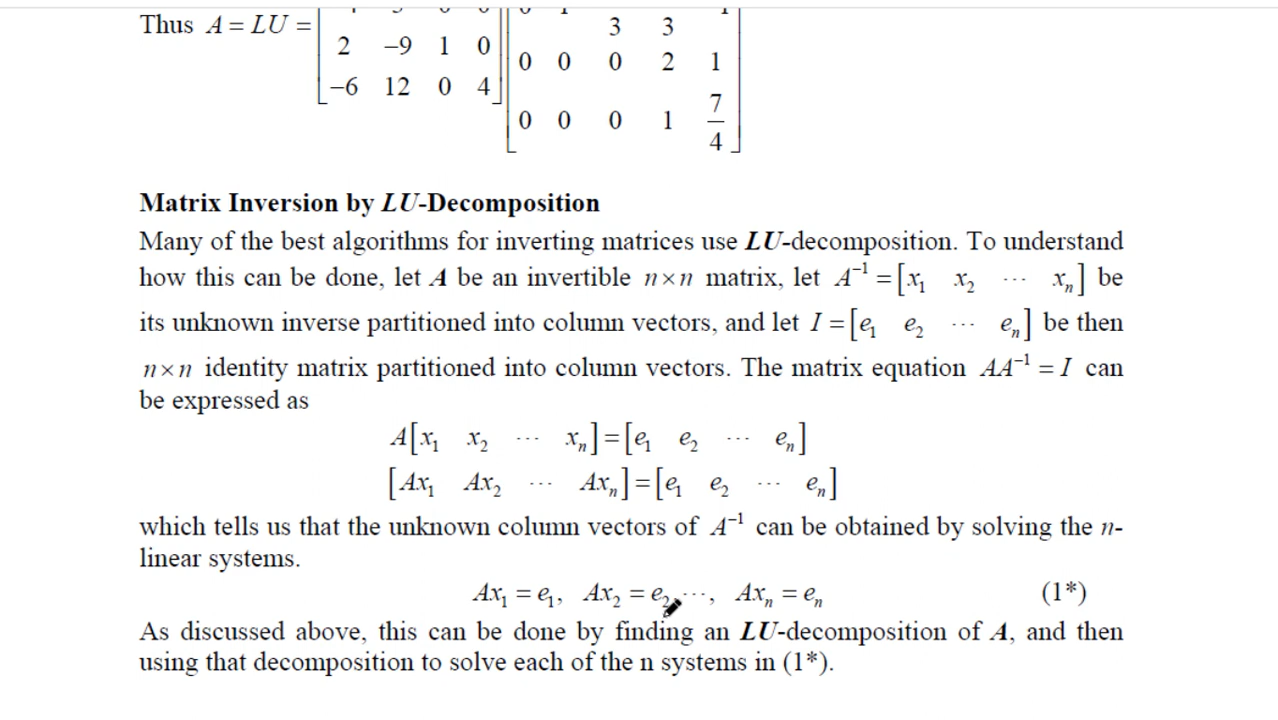 Thus A = LU =
3 3
2 −9 1 0
0 0 0 2 1
−6 12 0 4
7
0 0 0 1
4
Matrix Inversion by LU-Decomposition
Many of the best algorithms for inverting matrices use LU-decomposition. To understand
how this can be done, let A be an invertible n×n matrix, let A⁻¹ = [x₁ x₂ ⋯ xₙ] be
its unknown inverse partitioned into column vectors, and let I = [e₁ e₂ ⋯ eₙ] be then
n×n identity matrix partitioned into column vectors. The matrix equation AA⁻¹ = I can
be expressed as
A[x₁ x₂ ⋯ xₙ] = [e₁ e₂ ⋯ eₙ]
[Ax₁ Ax₂ ⋯ Axₙ] = [e₁ e₂ ⋯ eₙ]
which tells us that the unknown column vectors of A⁻¹ can be obtained by solving the n-
linear systems.
Ax₁ = e₁, Ax₂ = e₂, ⋯, Axₙ = eₙ (1*)
As discussed above, this can be done by finding an LU-decomposition of A, and then
using that decomposition to solve each of the n systems in (1*).